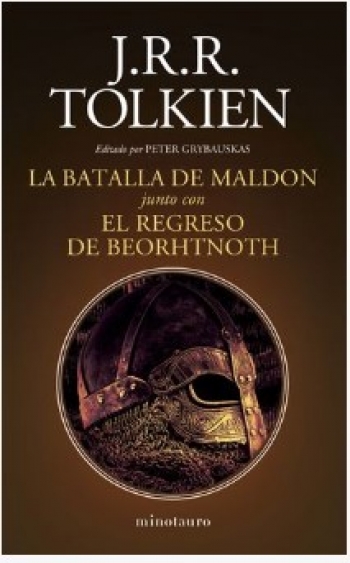 J.R.R.
TOLKIEN
Editado por PETER GRYBAUSKAS
LA BATALLA DE MALDON
junto con
EL REGRESO
DE BEORHTNOTH
minotauro